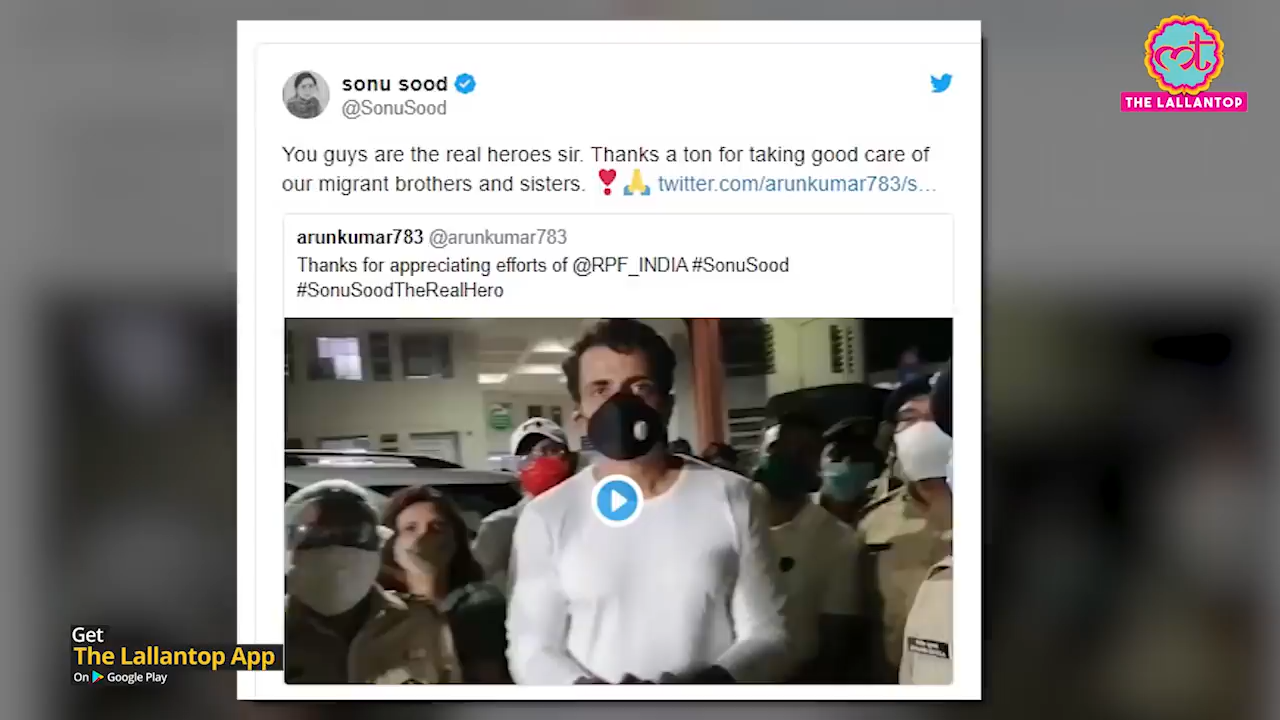 sonu sood
@SonuSood
You guys are the real heroes sir. Thanks a ton for taking good care of
our migrant brothers and sisters. ❣️🙏 twitter.com/arunkumar783/s…
arunkumar783 @arunkumar783
Thanks for appreciating efforts of @RPF_INDIA #SonuSood
#SonuSoodTheRealHero
THE LALLANTOP
Get
The Lallantop App
On Google Play